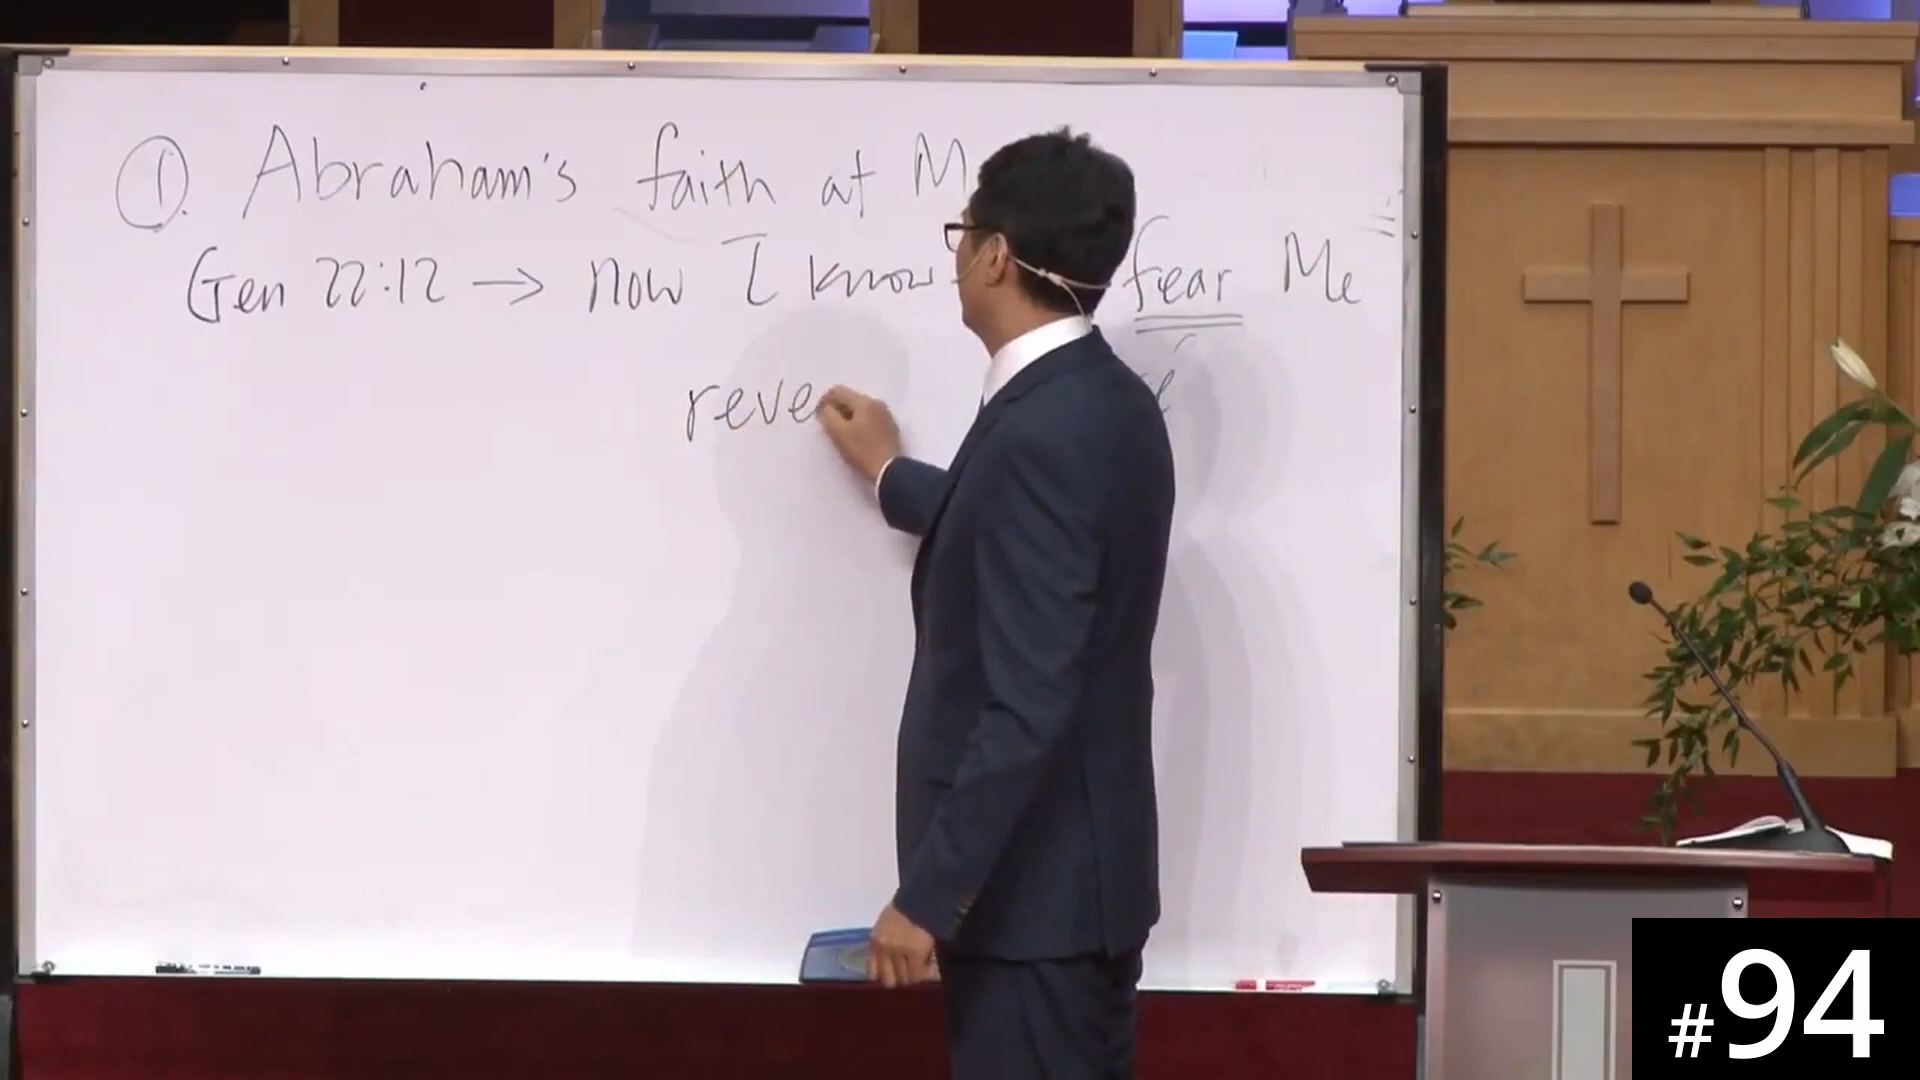 ①. Abraham's faith at M
Gen 22:12 → now I know fear Me
reve
#94